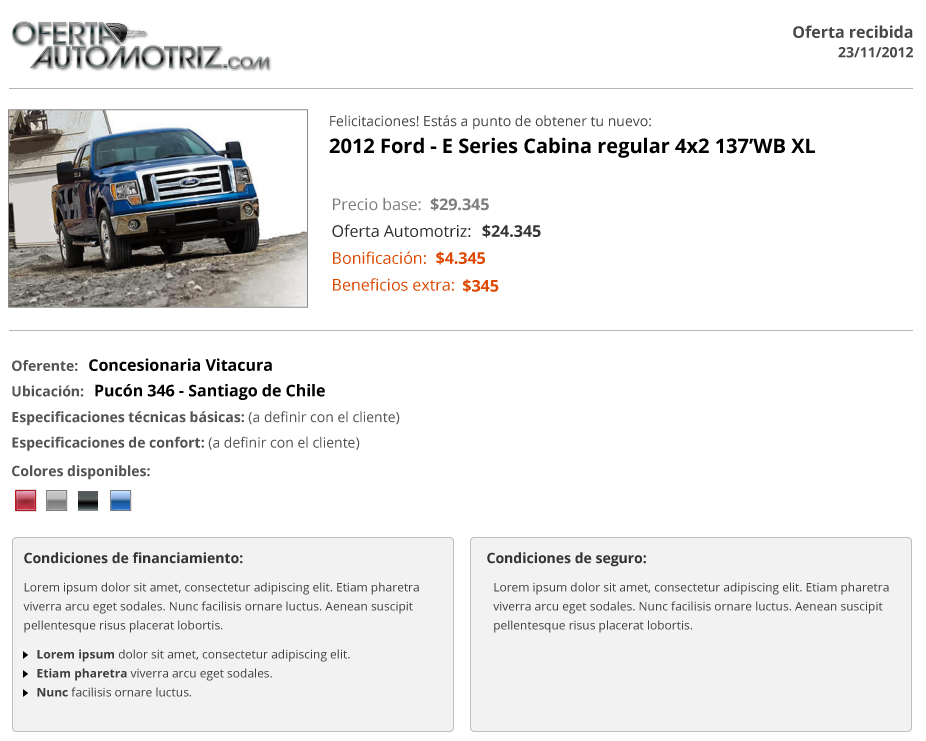 OFERTA
AUTOMOTRIZ.COM
Oferta recibida
23/11/2012
Felicitaciones! Estás a punto de obtener tu nuevo:
2012 Ford - E Series Cabina regular 4x2 137’WB XL
Precio base: $29.345
Oferta Automotriz: $24.345
Bonificación: $4.345
Beneficios extra: $345
Oferente: Concesionaria Vitacura
Ubicación: Pucón 346 - Santiago de Chile
Especificaciones técnicas básicas: (a definir con el cliente)
Especificaciones de confort: (a definir con el cliente)
Colores disponibles:
Condiciones de financiamiento:
Lorem ipsum dolor sit amet, consectetur adipiscing elit. Etiam pharetra
viverra arcu eget sodales. Nunc facilisis ornare luctus. Aenean suscipit
pellentesque risus placerat lobortis.
Lorem ipsum dolor sit amet, consectetur adipiscing elit.
Etiam pharetra viverra arcu eget sodales.
Nunc facilisis ornare luctus.
Condiciones de seguro:
Lorem ipsum dolor sit amet, consectetur adipiscing elit. Etiam pharetra
viverra arcu eget sodales. Nunc facilisis ornare luctus. Aenean suscipit
pellentesque risus placerat lobortis.